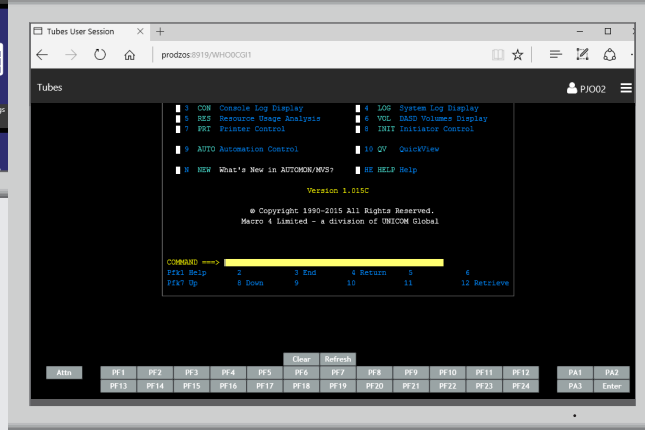 Tubes User Session
prodzos:8919/WHO0CGI1
Tubes
PJO02
3 CON Console Log Display 4 LOG System Log Display
5 RES Resource Usage Analysis 6 VOL DASD Volumes Display
7 PRT Printer Control 8 INIT Initiator Control
9 AUTO Automation Control 10 QV QuickView
N NEW What's New in AUTOMON/MVS? HE HELP Help
Version 1.015C
© Copyright 1990-2015 All Rights Reserved.
Macro 4 Limited - a division of UNICOM Global
COMMAND ===>
Pfk1 Help 2 3 End 4 Return 5 6
Pfk7 Up 8 Down 9 10 11 12 Retrieve
Clear Refresh
Attn PF1 PF2 PF3 PF4 PF5 PF6 PF7 PF8 PF9 PF10 PF11 PF12 PA1 PA2
PF13 PF14 PF15 PF16 PF17 PF18 PF19 PF20 PF21 PF22 PF23 PF24 PA3 Enter